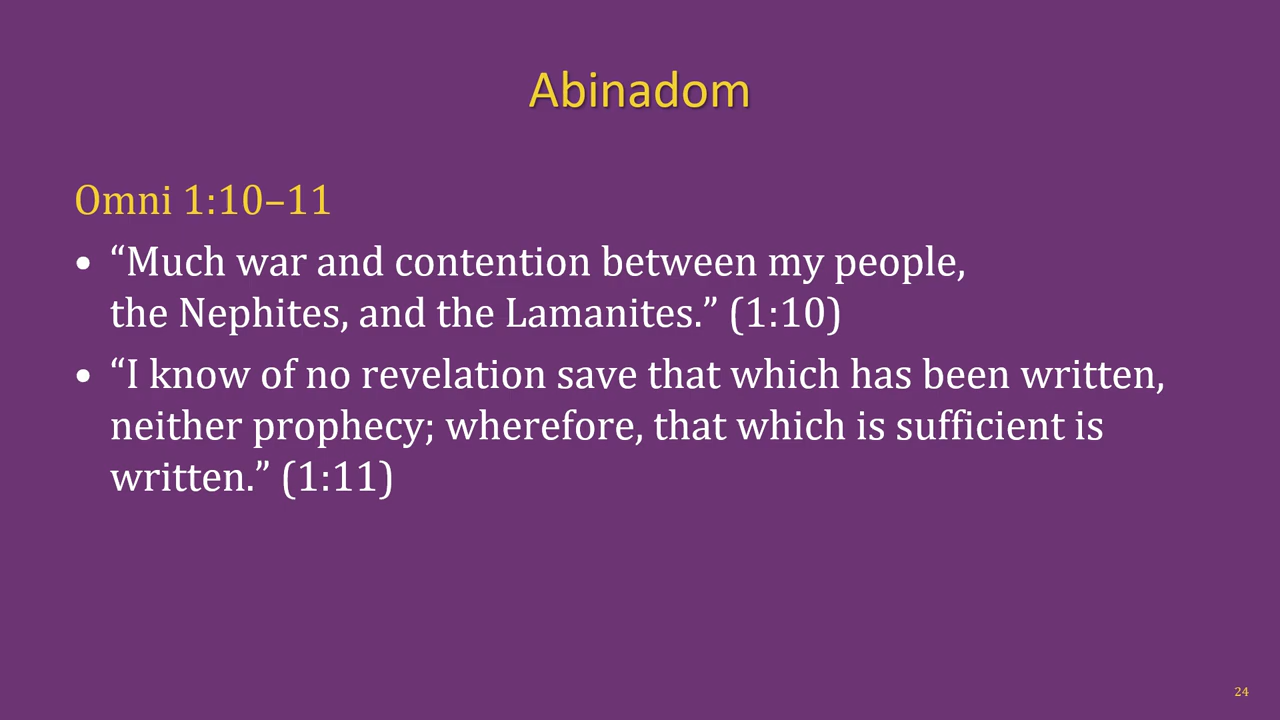 Abinadom
Omni 1:10–11
• “Much war and contention between my people,
the Nephites, and the Lamanites.” (1:10)
• “I know of no revelation save that which has been written,
neither prophecy; wherefore, that which is sufficient is
written.” (1:11)
24